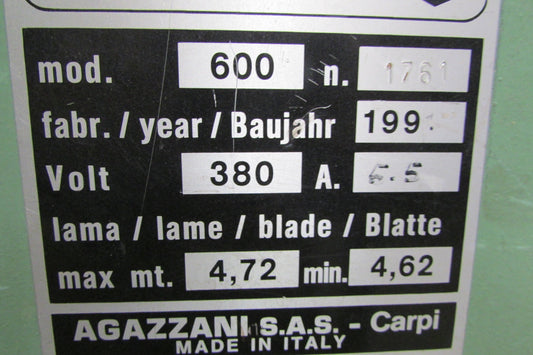 mod. 600 n. 1761
fabr. / year / Baujahr
Volt 380 A.
lama / lame / blade / Blatte
max mt. 4,72 min. 4,62
AGAZZANI S.A.S. - Carpi
MADE IN ITALY